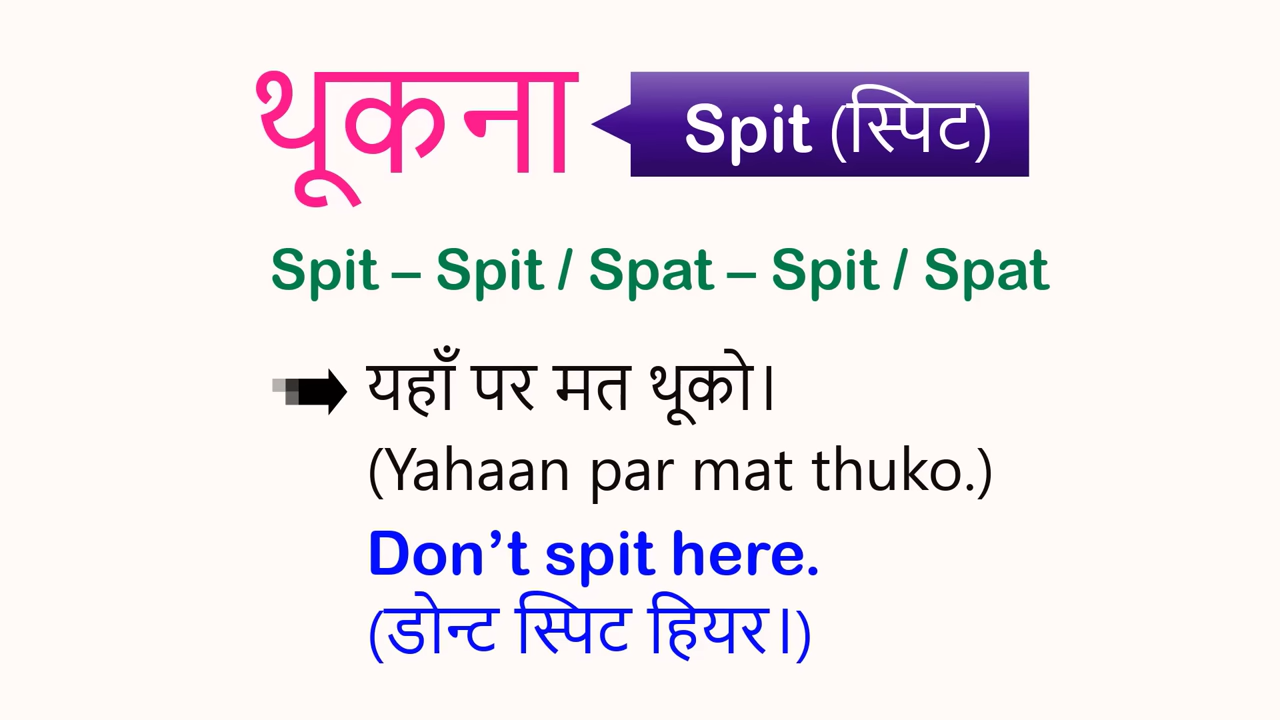 थूकना Spit (स्पिट)
Spit – Spit / Spat – Spit / Spat
यहाँ पर मत थूको।
(Yahaan par mat thuko.)
Don’t spit here.
(डोन्ट स्पिट हियर।)